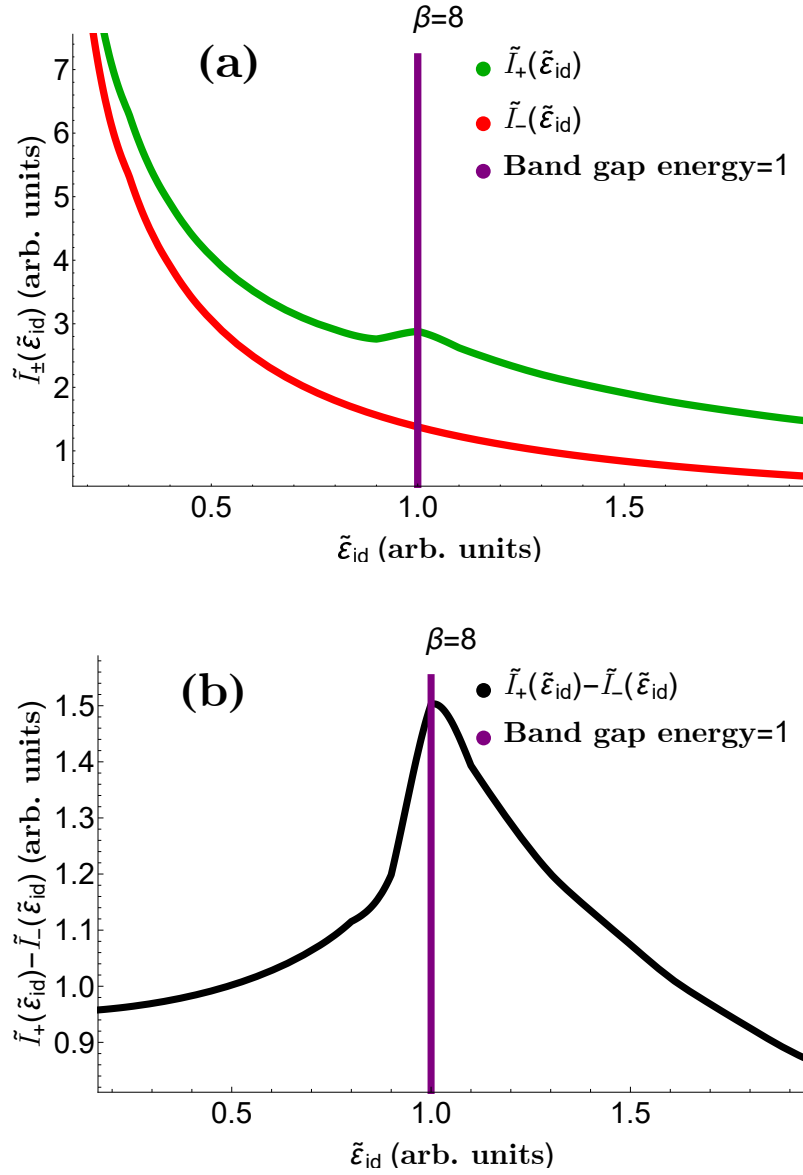 β=8
(a)
Ĩ₊(ε̃id)
Ĩ₋(ε̃id)
Band gap energy=1
7
6
5
4
3
2
1
Ĩ±(ε̃id) (arb. units)
0.5
1.0
1.5
ε̃id (arb. units)
β=8
(b)
Ĩ₊(ε̃id)−Ĩ₋(ε̃id)
Band gap energy=1
1.5
1.4
1.3
1.2
1.1
1.0
0.9
Ĩ₊(ε̃id)−Ĩ₋(ε̃id) (arb. units)
0.5
1.0
1.5
ε̃id (arb. units)